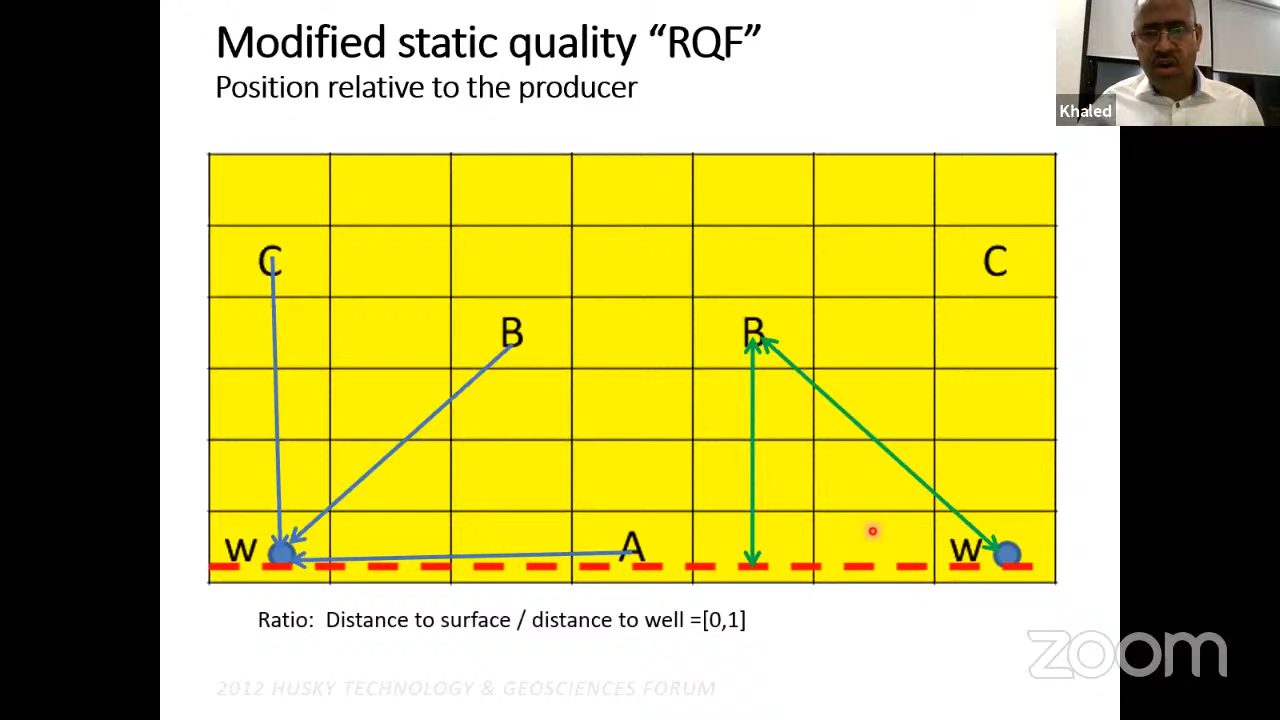 Modified static quality “RQF”
Position relative to the producer
Khaled
C
C
B
B
W
A
W
Ratio: Distance to surface / distance to well =[0,1]
zoom
2012 HUSKY TECHNOLOGY & GEOSCIENCES FORUM